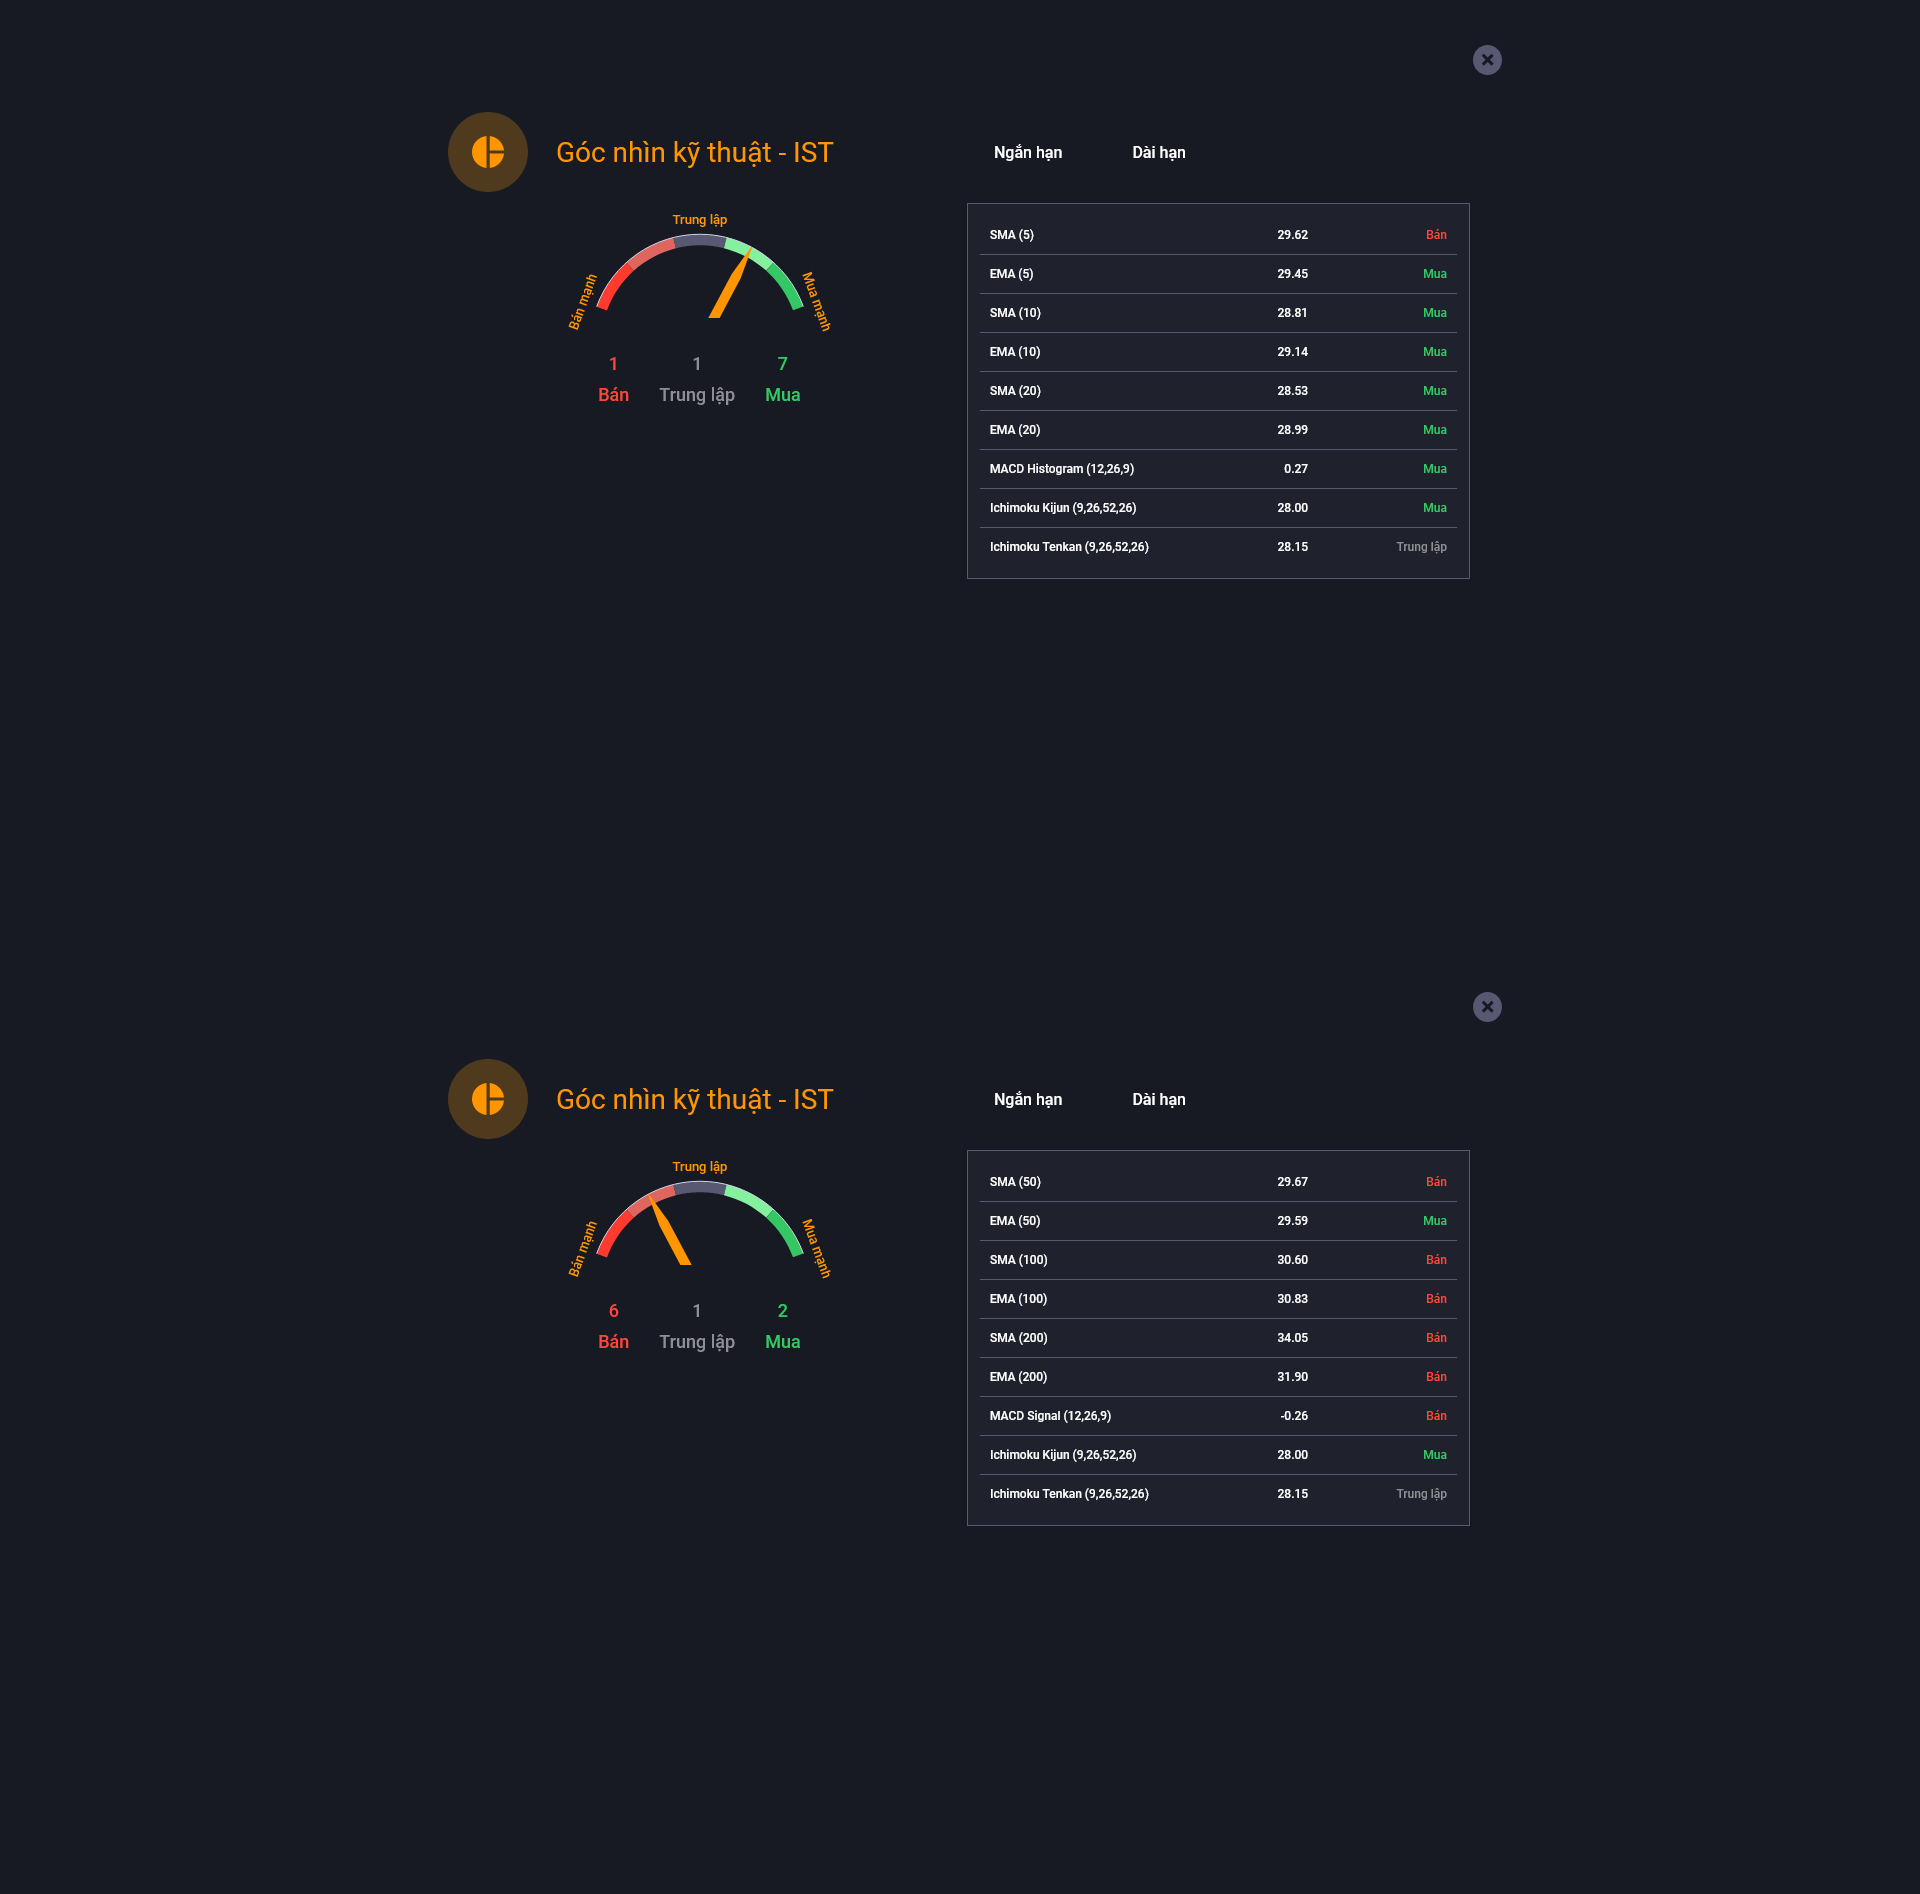 Góc nhìn kỹ thuật - IST
Ngắn hạn Dài hạn
Trung lập
Bán mạnh
Mua mạnh
1 1 7
Bán Trung lập Mua
SMA (5) 29.62 Bán
EMA (5) 29.45 Mua
SMA (10) 28.81 Mua
EMA (10) 29.14 Mua
SMA (20) 28.53 Mua
EMA (20) 28.99 Mua
MACD Histogram (12,26,9) 0.27 Mua
Ichimoku Kijun (9,26,52,26) 28.00 Mua
Ichimoku Tenkan (9,26,52,26) 28.15 Trung lập
Góc nhìn kỹ thuật - IST
Ngắn hạn Dài hạn
Trung lập
Bán mạnh
Mua mạnh
6 1 2
Bán Trung lập Mua
SMA (50) 29.67 Bán
EMA (50) 29.59 Mua
SMA (100) 30.60 Bán
EMA (100) 30.83 Bán
SMA (200) 34.05 Bán
EMA (200) 31.90 Bán
MACD Signal (12,26,9) -0.26 Bán
Ichimoku Kijun (9,26,52,26) 28.00 Mua
Ichimoku Tenkan (9,26,52,26) 28.15 Trung lập